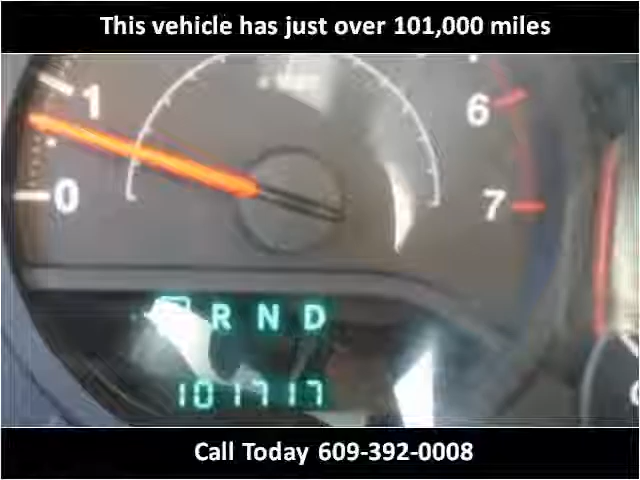 This vehicle has just over 101,000 miles
1
6
0
7
R N D
101717
Call Today 609-392-0008